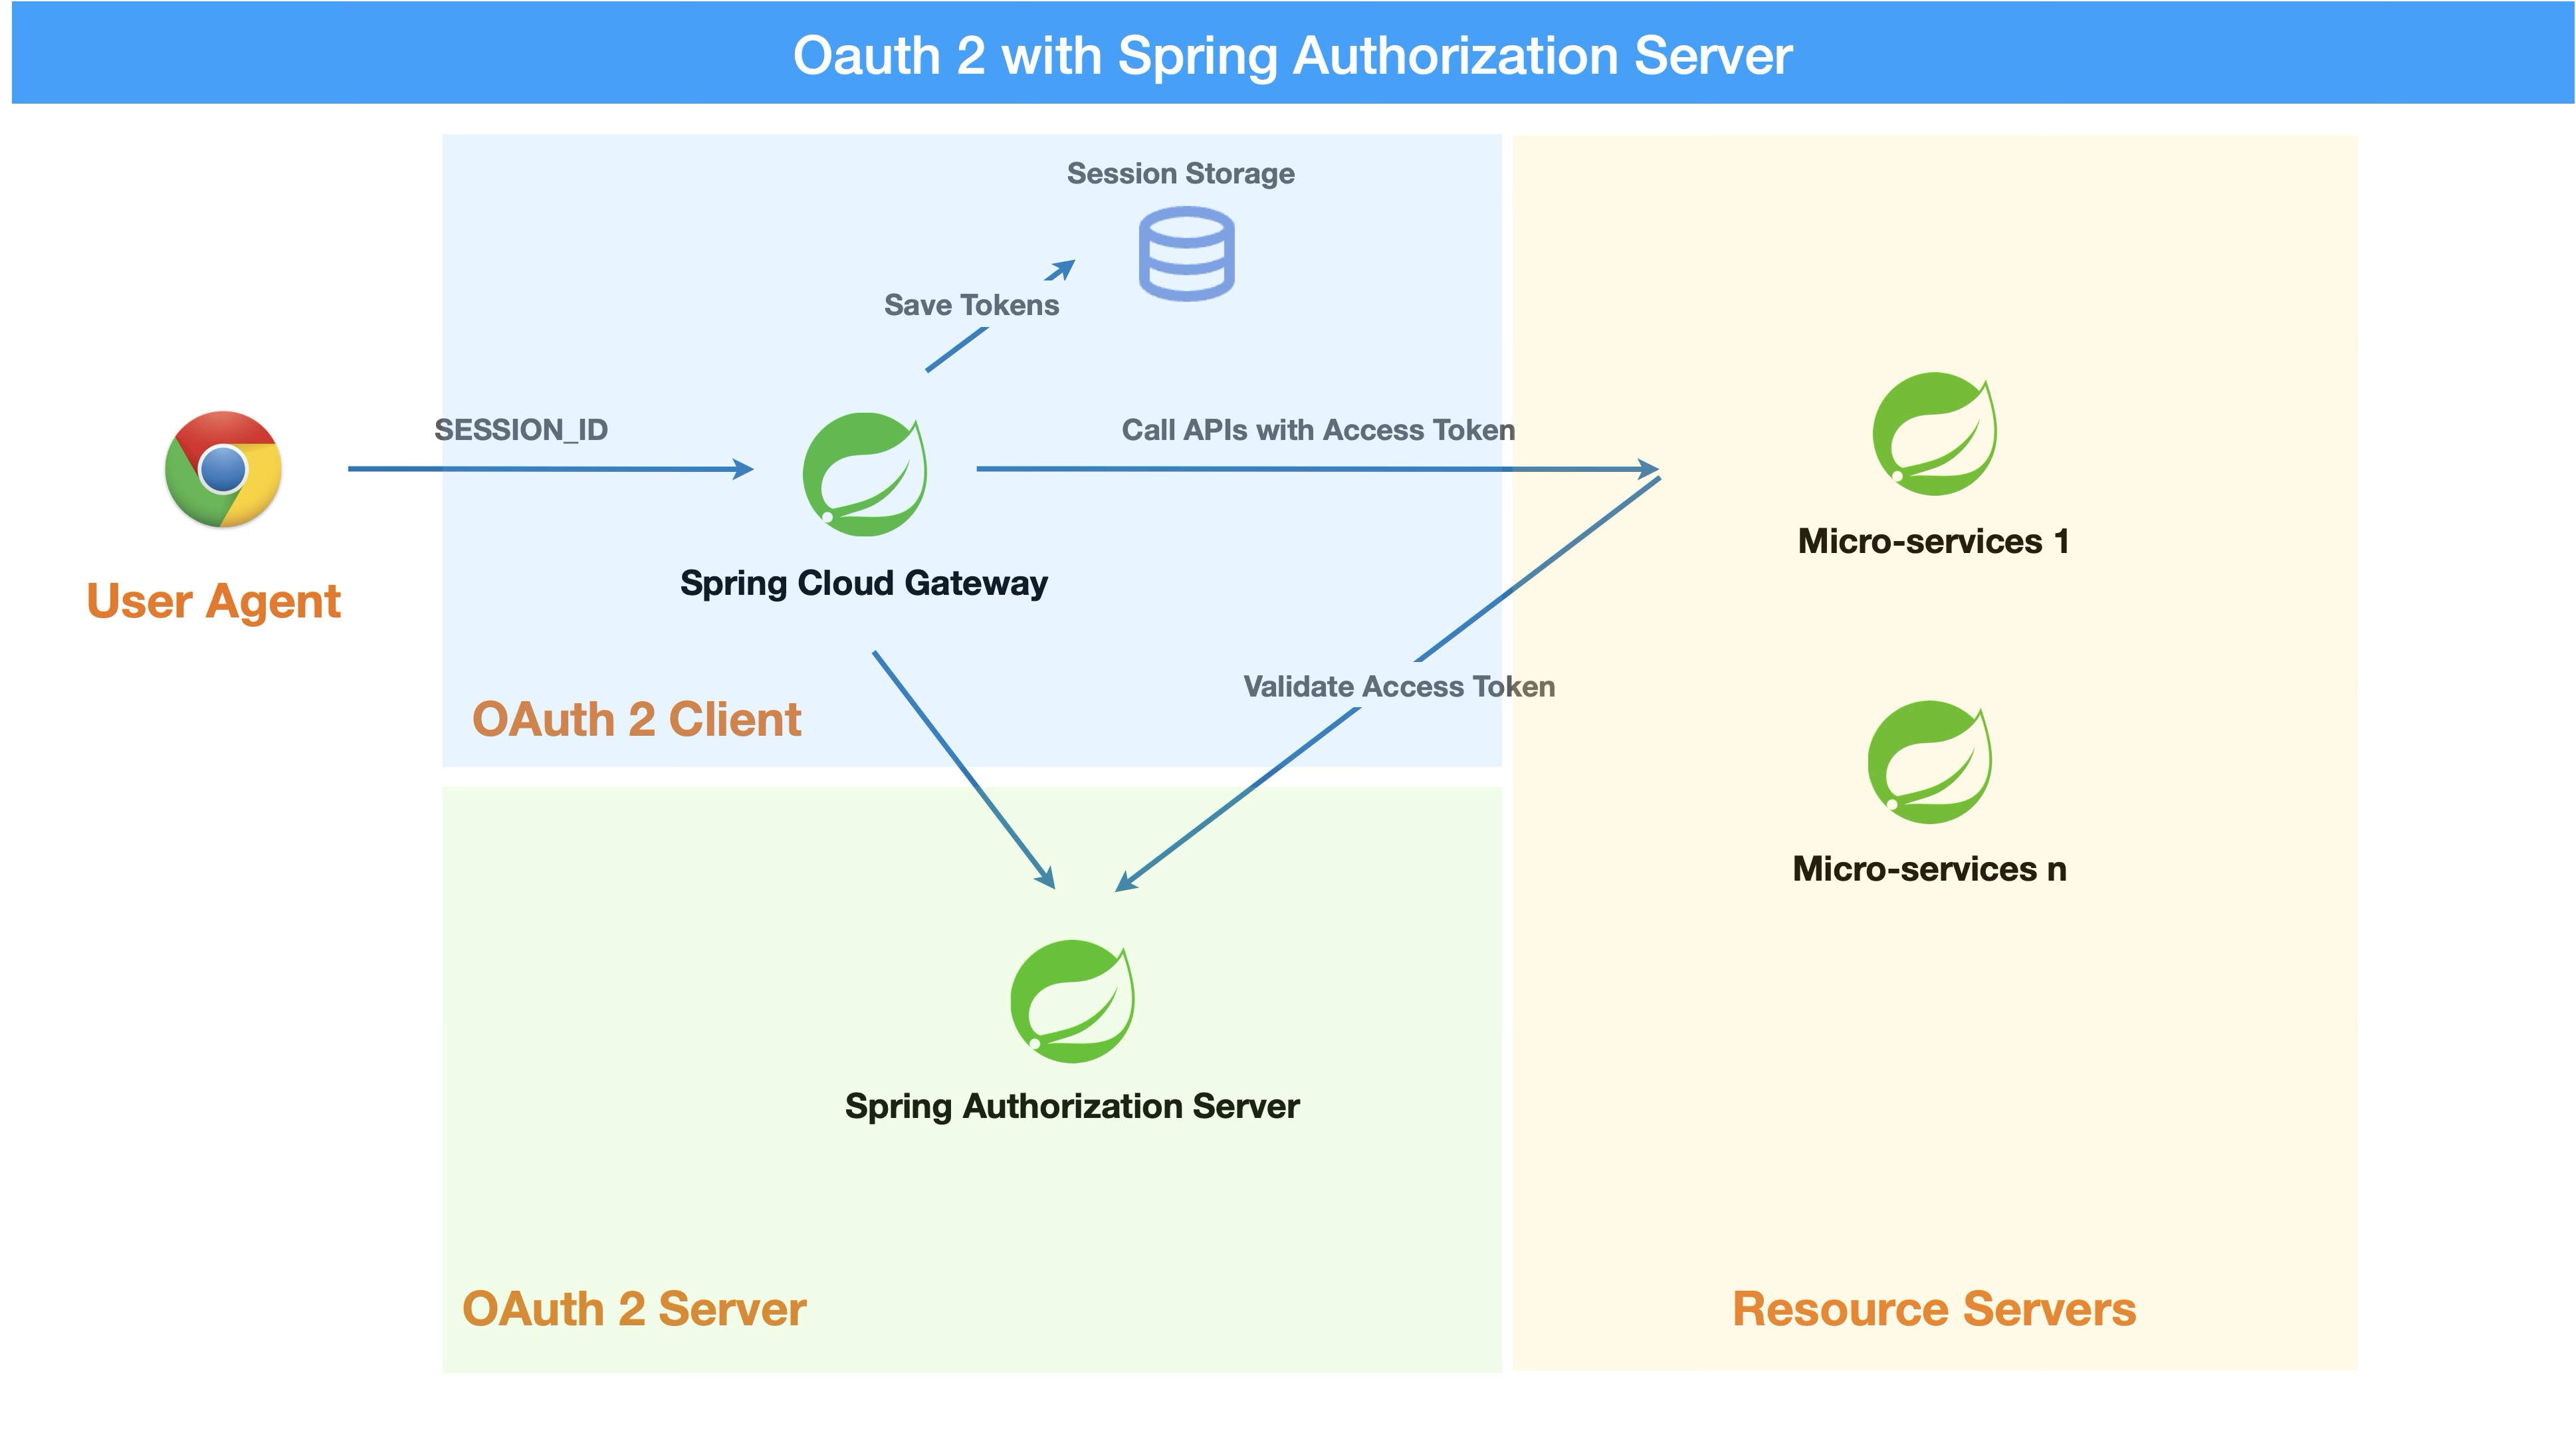 Oauth 2 with Spring Authorization Server
Session Storage
Save Tokens
SESSION_ID
Call APIs with Access Token
Micro-services 1
Spring Cloud Gateway
User Agent
Validate Access Token
OAuth 2 Client
Micro-services n
Spring Authorization Server
OAuth 2 Server
Resource Servers